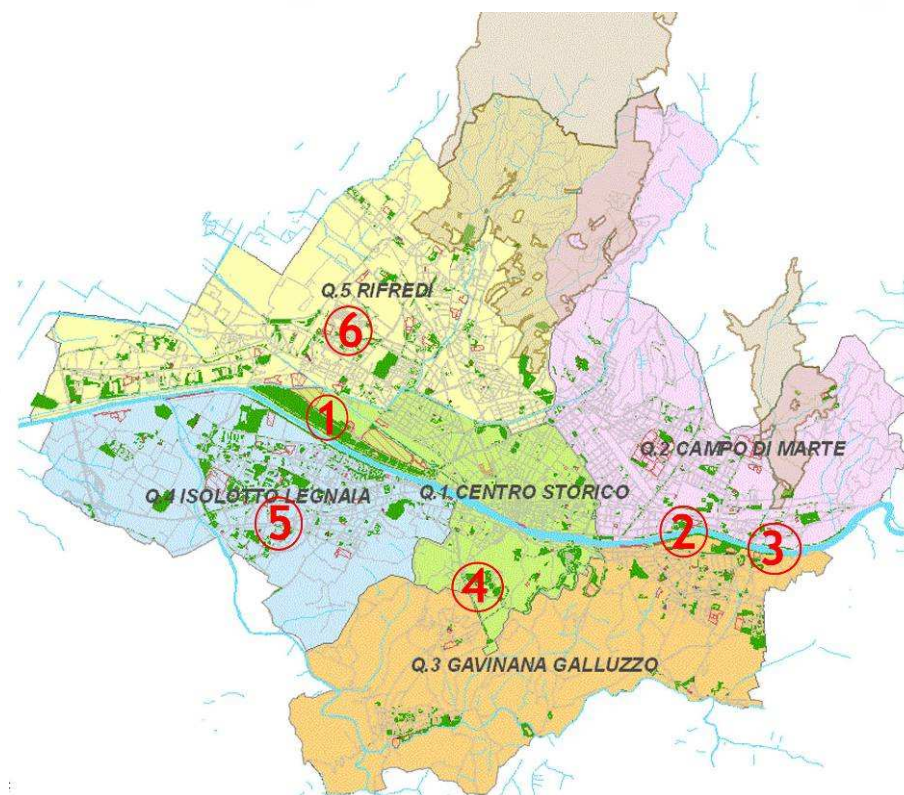 Q.5 RIFREDI
6
1
Q.2 CAMPO DI MARTE
Q.4 ISOLOTTO LEGNAIA
Q.1 CENTRO STORICO
5
2
3
4
Q.3 GAVINANA GALLUZZO